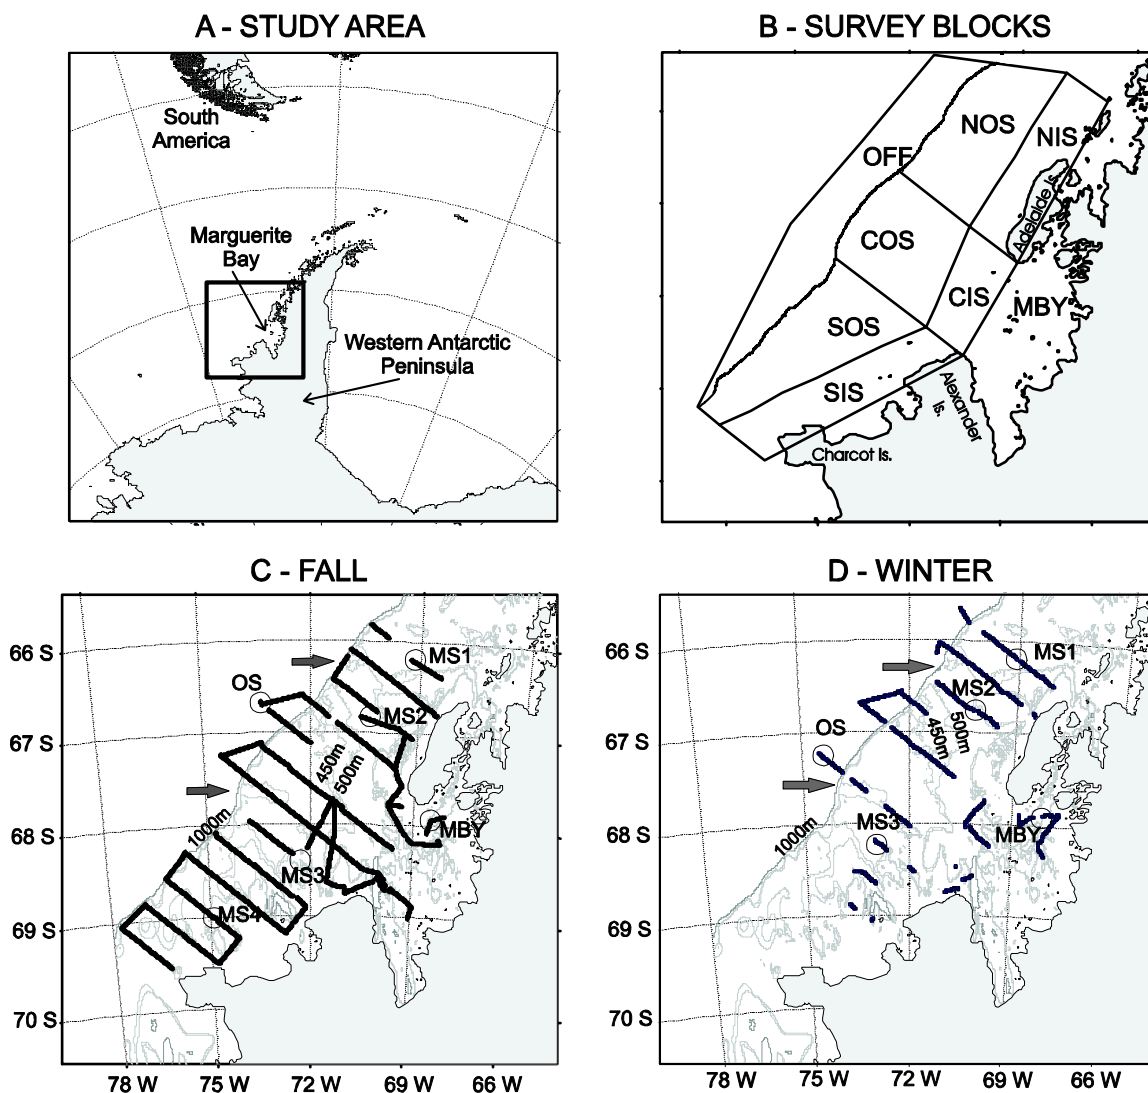 A - STUDY AREA
South
America
Marguerite
Bay
Western Antarctic
Peninsula
B - SURVEY BLOCKS
NOS
NIS
OFF
Adelaide Is.
COS
CIS
MBY
SOS
SIS
Alexander
Is.
Charcot Is.
C - FALL
66 S
67 S
68 S
69 S
70 S
MS1
OS
MS2
450m
500m
1000m
MBY
MS3
MS4
78 W
75 W
72 W
69 W
66 W
D - WINTER
66 S
67 S
68 S
69 S
70 S
MS1
MS2
OS
450m
500m
1000m
MS3
MBY
78 W
75 W
72 W
69 W
66 W